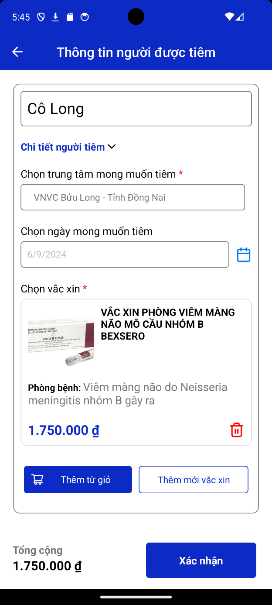 5:45
Thông tin người được tiêm
Cô Long
Chi tiết người tiêm
Chọn trung tâm mong muốn tiêm *
VNVC Bửu Long - Tỉnh Đồng Nai
Chọn ngày mong muốn tiêm
6/9/2024
Chọn vắc xin *
VẮC XIN PHÒNG VIÊM MÀNG
NÃO MÔ CẦU NHÓM B
BEXSERO
Phòng bệnh: Viêm màng não do Neisseria
meningitis nhóm B gây ra
1.750.000 ₫
Thêm từ giỏ
Thêm mới vắc xin
Tổng cộng
1.750.000 ₫
Xác nhận